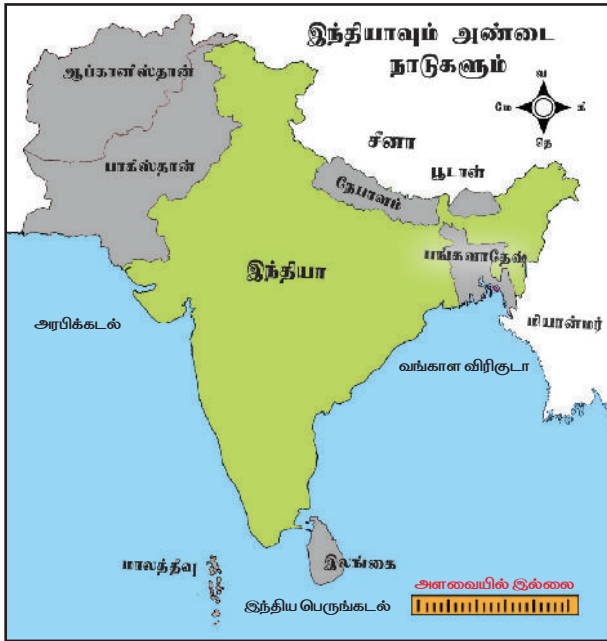 இந்தியாவும் அண்டை
நாடுகளும்
வ
மே
கி
தெ
ஆப்கானிஸ்தான்
சீனா
பாகிஸ்தான்
பூடான்
நேபாளம்
பங்களாதேஷ்
இந்தியா
மியான்மர்
அரபிக்கடல்
வங்காள விரிகுடா
மாலத்தீவு
இலங்கை
அளவையில் இல்லை
இந்திய பெருங்கடல்